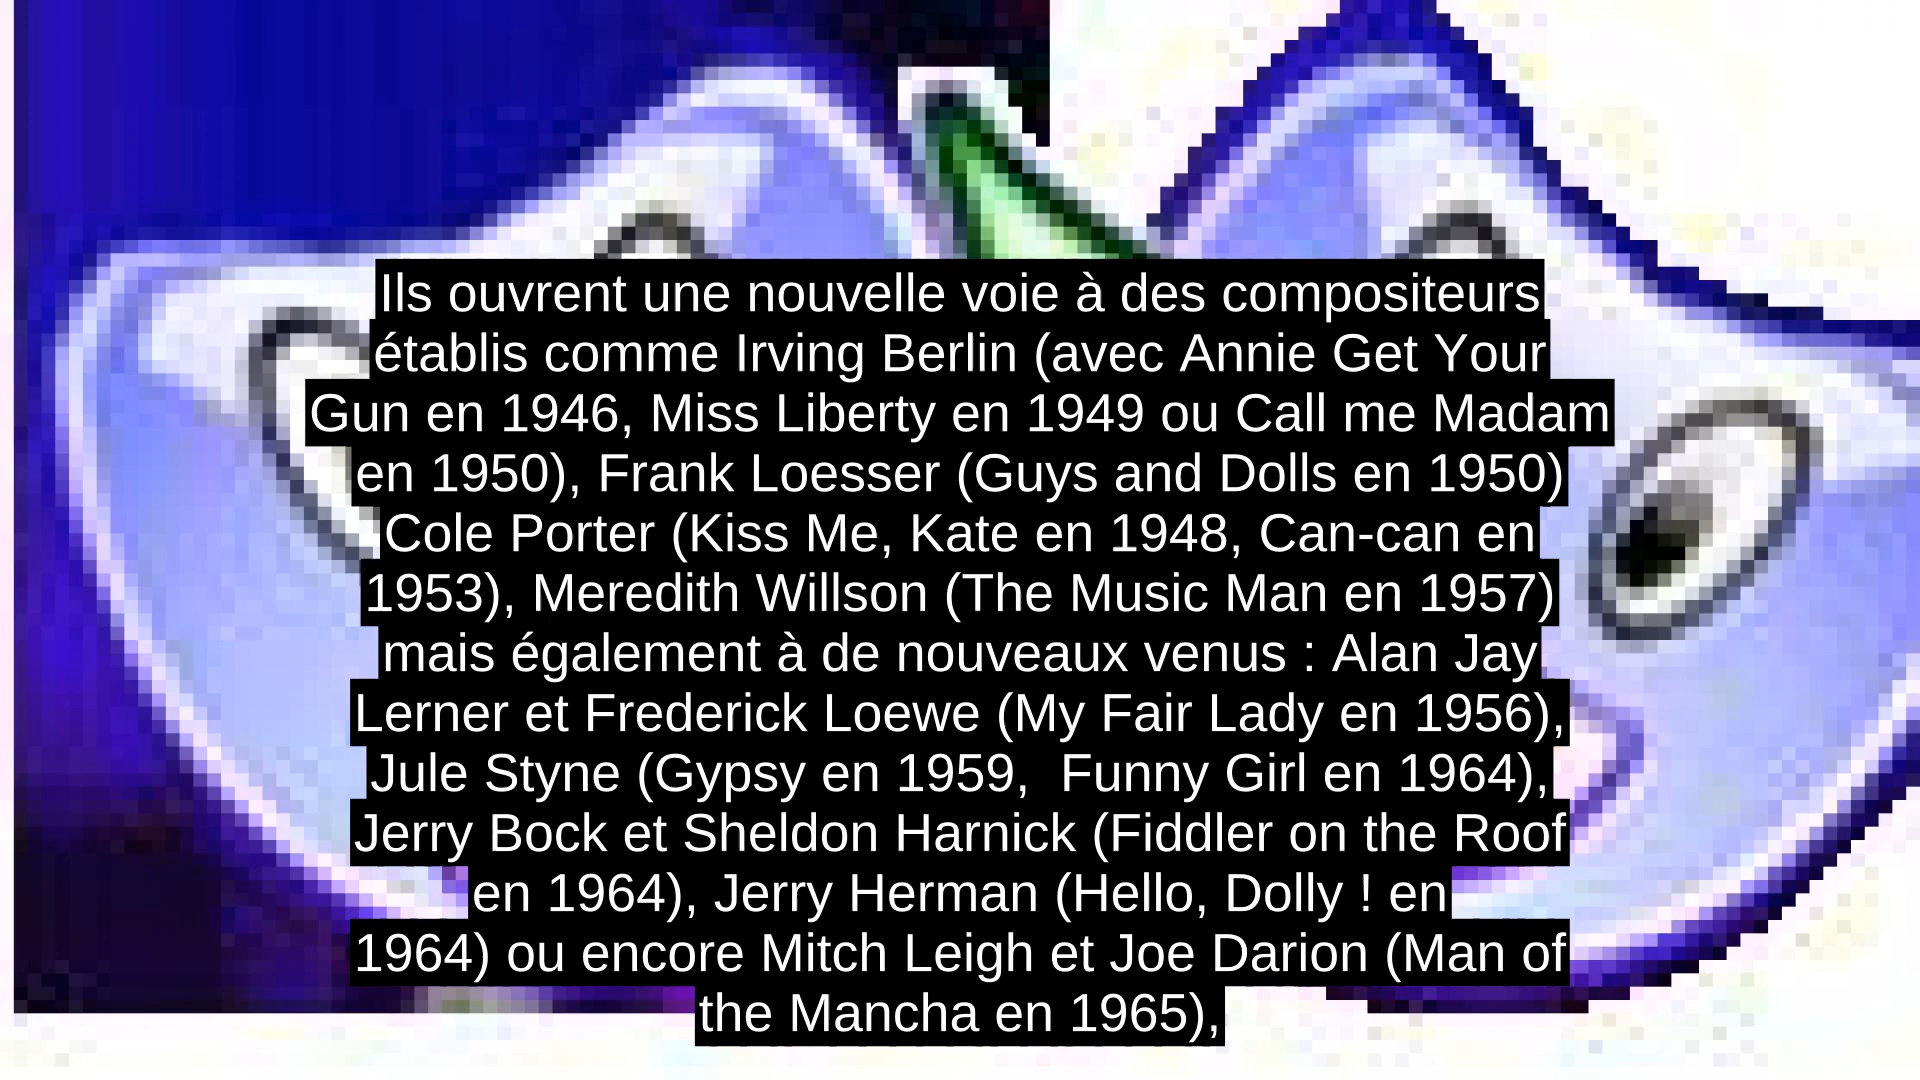 Ils ouvrent une nouvelle voie à des compositeurs
établis comme Irving Berlin (avec Annie Get Your
Gun en 1946, Miss Liberty en 1949 ou Call me Madam
en 1950), Frank Loesser (Guys and Dolls en 1950)
Cole Porter (Kiss Me, Kate en 1948, Can-can en
1953), Meredith Willson (The Music Man en 1957)
mais également à de nouveaux venus : Alan Jay
Lerner et Frederick Loewe (My Fair Lady en 1956),
Jule Styne (Gypsy en 1959,  Funny Girl en 1964),
Jerry Bock et Sheldon Harnick (Fiddler on the Roof
en 1964), Jerry Herman (Hello, Dolly ! en
1964) ou encore Mitch Leigh et Joe Darion (Man of
the Mancha en 1965),